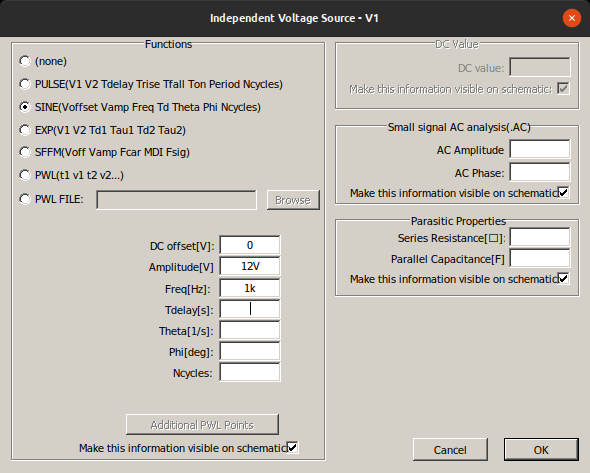 Independent Voltage Source - V1
Functions
(none)
PULSE(V1 V2 Tdelay Trise Tfall Ton Period Ncycles)
SINE(Voffset Vamp Freq Td Theta Phi Ncycles)
EXP(V1 V2 Td1 Tau1 Td2 Tau2)
SFFM(Voff Vamp Fcar MDI Fsig)
PWL(t1 v1 t2 v2...)
PWL FILE:
Browse
DC offset[V]: 0
Amplitude[V] 12V
Freq[Hz]: 1k
Tdelay[s]:
Theta[1/s]:
Phi[deg]:
Ncycles:
Additional PWL Points
Make this information visible on schematic:
DC Value
DC value:
Make this information visible on schematic:
Small signal AC analysis(.AC)
AC Amplitude
AC Phase:
Make this information visible on schematic:
Parasitic Properties
Series Resistance[□]:
Parallel Capacitance[F]
Make this information visible on schematic:
Cancel
OK